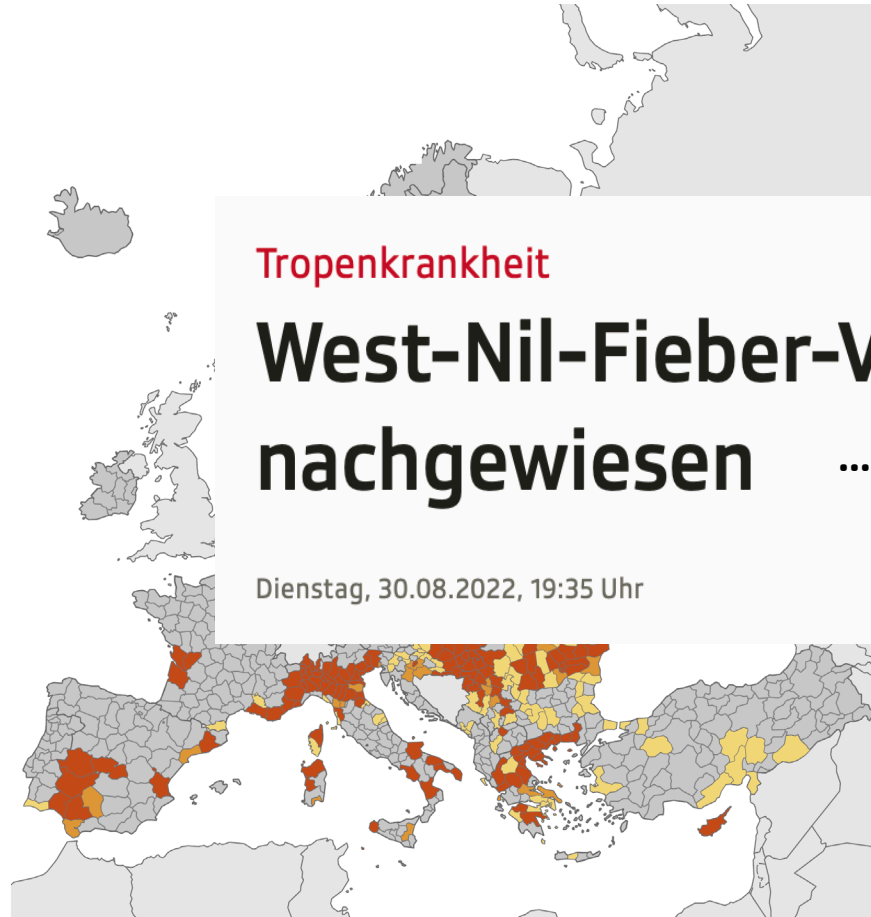 Tropenkrankheit
West-Nil-Fieber-V
nachgewiesen ...
Dienstag, 30.08.2022, 19:35 Uhr